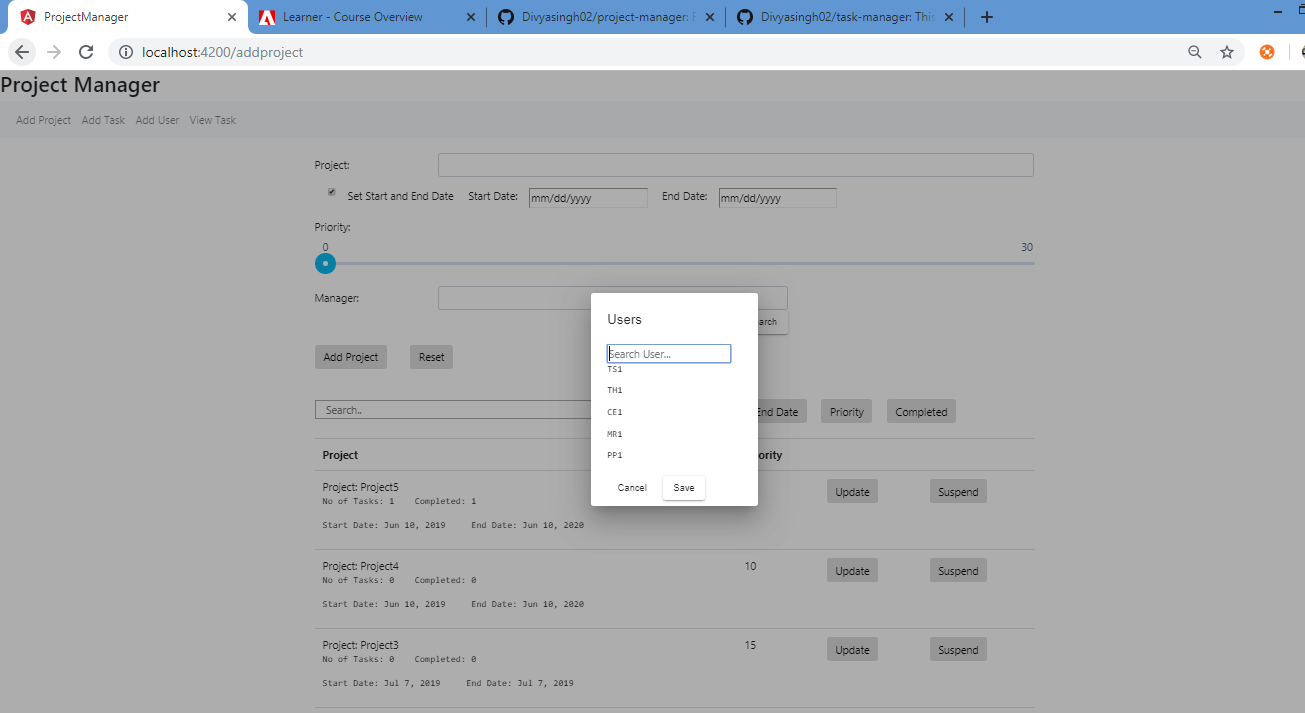 ProjectManager
Learner - Course Overview
Divyasingh02/project-manager:
Divyasingh02/task-manager: This
localhost:4200/addproject
Project Manager
Add Project Add Task Add User View Task
Project:
Set Start and End Date Start Date: mm/dd/yyyy End Date: mm/dd/yyyy
Priority:
0 30
Manager:
arch
Users
Search User...
TS1
TH1
CE1
MR1
PP1
Cancel Save
Add Project Reset
Search.. End Date Priority Completed
Project ority
Project: Project5 Update Suspend
No of Tasks: 1 Completed: 1
Start Date: Jun 10, 2019 End Date: Jun 10, 2020
Project: Project4 10 Update Suspend
No of Tasks: 0 Completed: 0
Start Date: Jun 10, 2019 End Date: Jun 10, 2020
Project: Project3 15 Update Suspend
No of Tasks: 0 Completed: 0
Start Date: Jul 7, 2019 End Date: Jul 7, 2019